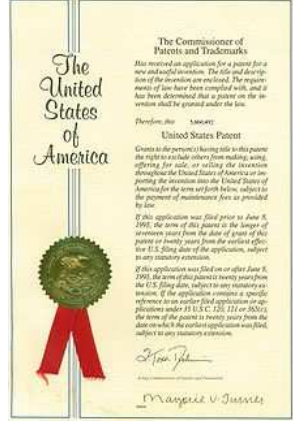 The
United
States
of
America
The Commissioner of
Patents and Trademarks
Has received an application for a patent for a
new and useful invention. The title and descrip-
tion of the invention are enclosed. The require-
ments of law have been complied with, and it
has been determined that a patent on the in-
vention shall be granted under the law.
Therefore, this
United States Patent
Grants to the person(s) having title to this patent
the right to exclude others from making, using,
offering for sale, or selling the invention
throughout the United States of America or im-
porting the invention into the United States of
America for the term set forth below, subject to
the payment of maintenance fees as provided
by law.
If this application was filed prior to June 8,
1995, the term of this patent is the longer of
seventeen years from the date of grant of this
patent or twenty years from the earliest effec-
tive U.S. filing date of the application, subject
to any statutory extension.
If this application was filed on or after June 8,
1995, the term of this patent is twenty years from
the U.S. filing date, subject to any statutory ex-
tension. If the application contains a specific
reference to an earlier filed application or ap-
plications under 35 U.S.C. 120, 121 or 365(c),
the term of the patent is twenty years from the
date on which the earliest application was filed,
subject to any statutory extension.
Acting Commissioner of Patents and Trademarks
Marjorie V. Turner